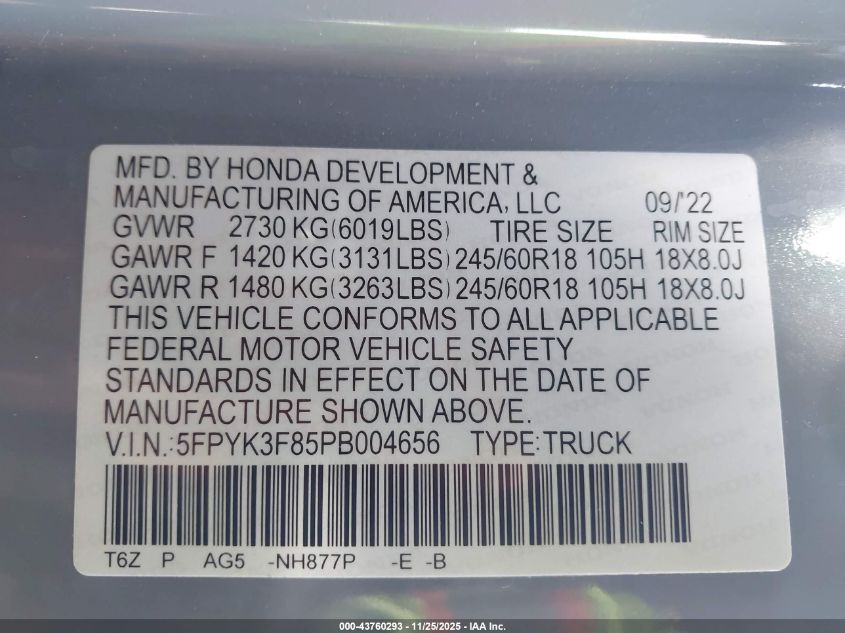 MFD. BY HONDA DEVELOPMENT &
MANUFACTURING OF AMERICA, LLC 09/'22
GVWR 2730 KG(6019LBS) TIRE SIZE RIM SIZE
GAWR F 1420 KG(3131LBS) 245/60R18 105H 18X8.0J
GAWR R 1480 KG(3263LBS) 245/60R18 105H 18X8.0J
THIS VEHICLE CONFORMS TO ALL APPLICABLE
FEDERAL MOTOR VEHICLE SAFETY
STANDARDS IN EFFECT ON THE DATE OF
MANUFACTURE SHOWN ABOVE.
V.I.N.:5FPYK3F85PB004656 TYPE:TRUCK
T6Z P AG5 -NH877P -E -B
000-43760293 - 11/25/2025 - IAA Inc.